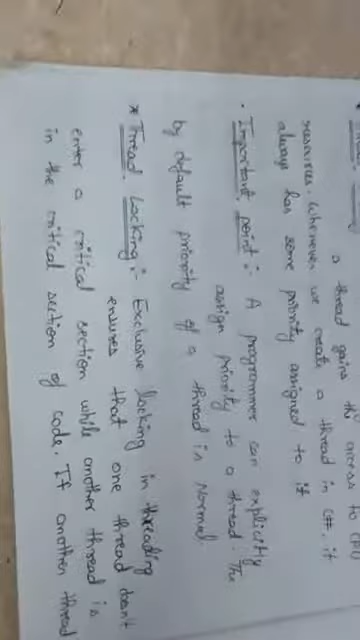 a thread gains the access to CPU
resources. Whenever we create a thread in C#, it
always has some priority assigned to it
• Important point :- A programmer can explicitly
assign priority to a thread. The
by default priority of a thread is Normal.
* Thread Locking :- Exclusive locking in threading
ensures that one thread don't
enter a critical section while another thread is
in the critical section of code. If another thread